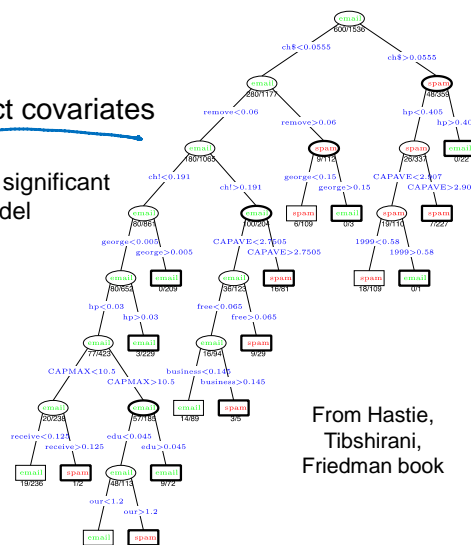 ct covariates
significant
del
email
600/1536
ch$<0.0555
ch$>0.0555
email
280/1177
spam
48/359
remove<0.06
remove>0.06
hp<0.405
hp>0.40
email
180/1065
spam
9/112
spam
26/337
email
0/22
ch!<0.191
ch!>0.191
george<0.15
george>0.15
CAPAVE<2.907
CAPAVE>2.90
email
80/861
email
100/204
spam
6/109
email
0/3
spam
19/110
spam
7/227
george<0.005
george>0.005
CAPAVE<2.7505
CAPAVE>2.7505
1999<0.58
1999>0.58
email
80/652
email
0/209
email
36/123
spam
16/81
spam
18/109
email
0/1
hp<0.03
hp>0.03
free<0.065
free>0.065
email
77/423
email
3/229
email
16/94
spam
9/29
CAPMAX<10.5
CAPMAX>10.5
business<0.145
business>0.145
email
20/238
email
57/185
email
14/89
spam
3/5
receive<0.125
receive>0.125
edu<0.045
edu>0.045
email
19/236
spam
1/2
email
48/113
email
9/72
our<1.2
our>1.2
email
spam
From Hastie,
Tibshirani,
Friedman book